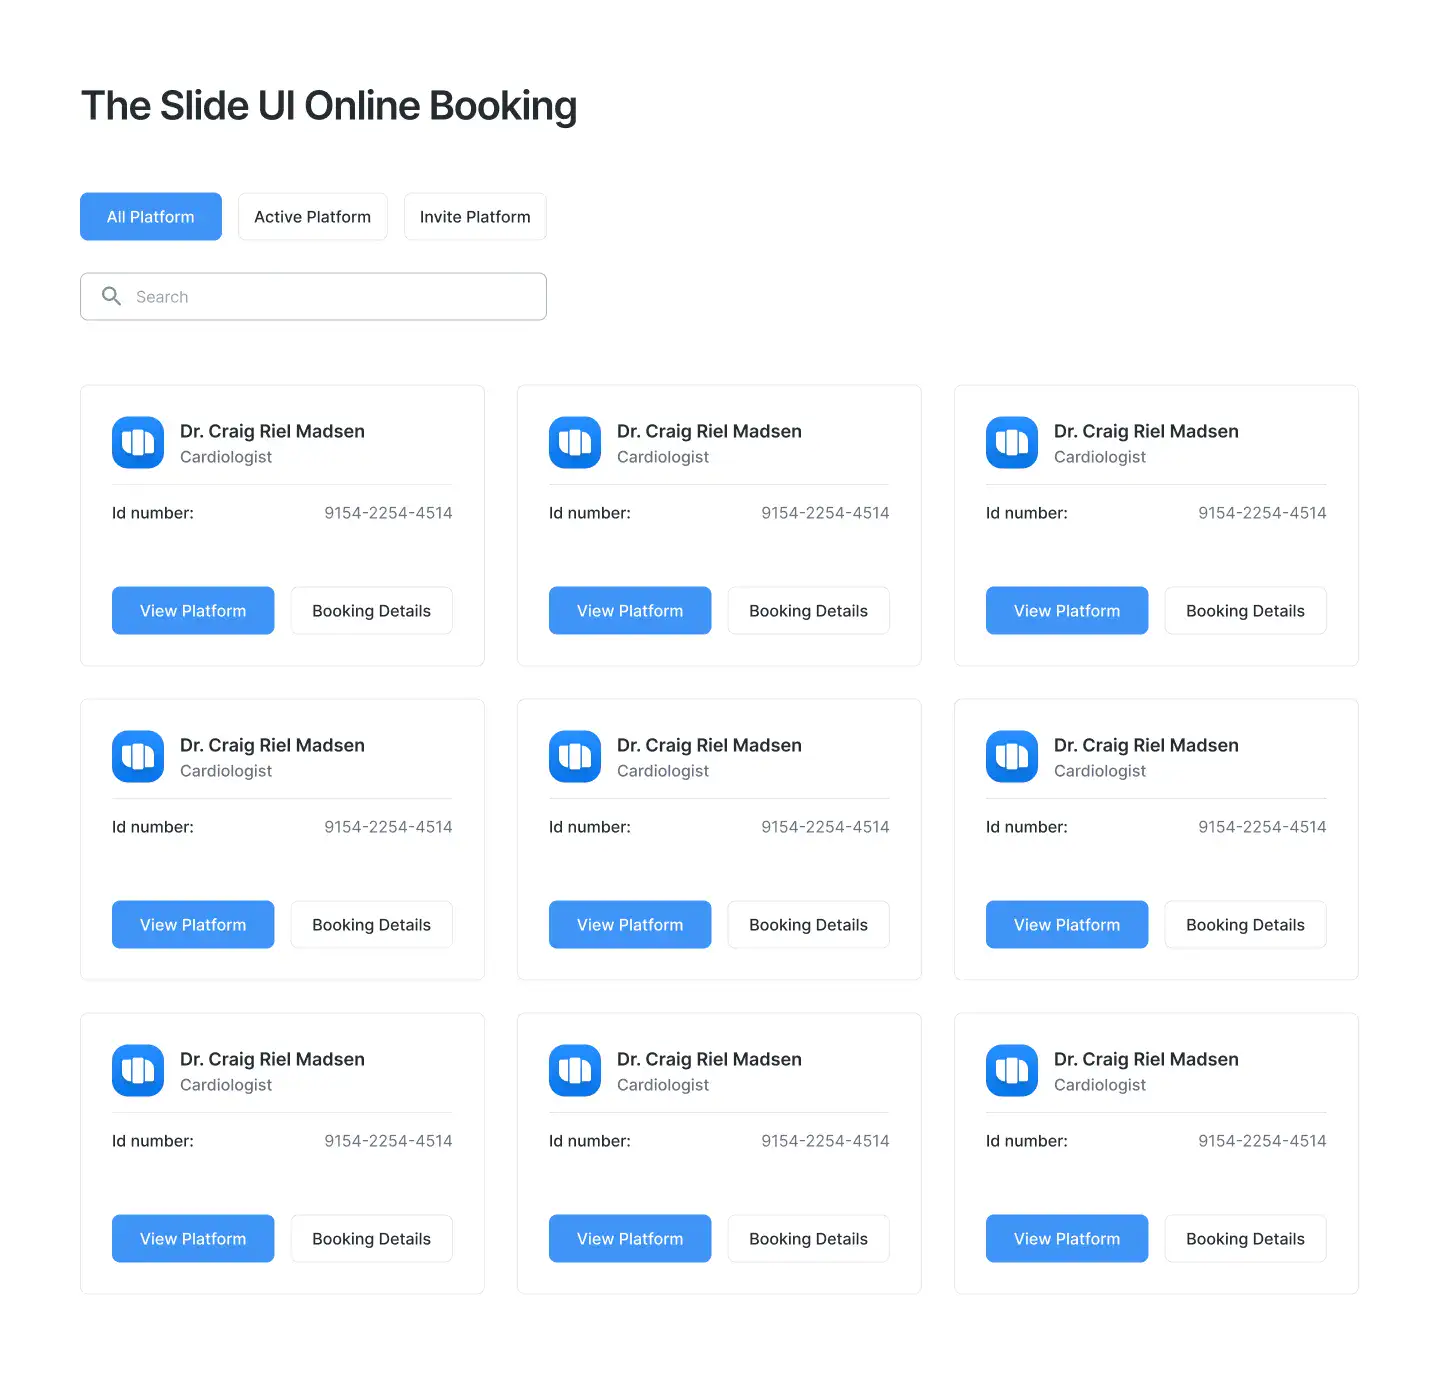 The Slide UI Online Booking
All Platform Active Platform Invite Platform
Search
Dr. Craig Riel Madsen Dr. Craig Riel Madsen Dr. Craig Riel Madsen
Cardiologist Cardiologist Cardiologist
Id number: 9154-2254-4514 Id number: 9154-2254-4514 Id number: 9154-2254-4514
View Platform Booking Details View Platform Booking Details View Platform Booking Details
Dr. Craig Riel Madsen Dr. Craig Riel Madsen Dr. Craig Riel Madsen
Cardiologist Cardiologist Cardiologist
Id number: 9154-2254-4514 Id number: 9154-2254-4514 Id number: 9154-2254-4514
View Platform Booking Details View Platform Booking Details View Platform Booking Details
Dr. Craig Riel Madsen Dr. Craig Riel Madsen Dr. Craig Riel Madsen
Cardiologist Cardiologist Cardiologist
Id number: 9154-2254-4514 Id number: 9154-2254-4514 Id number: 9154-2254-4514
View Platform Booking Details View Platform Booking Details View Platform Booking Details